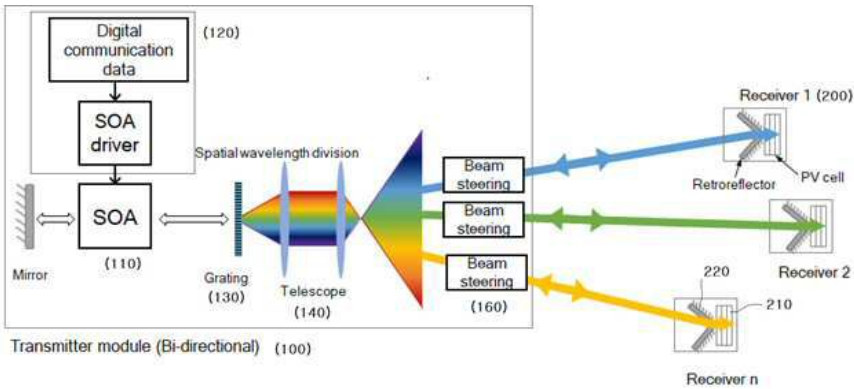 Digital
communication
data
(120)
SOA
driver
SOA
(110)
Mirror
Spatial wavelength division
Grating
(130)
Telescope
(140)
Beam
steering
Beam
steering
Beam
steering
(160)
Transmitter module (Bi-directional) (100)
Receiver 1 (200)
Retroreflector
PV cell
Receiver 2
220
210
Receiver n